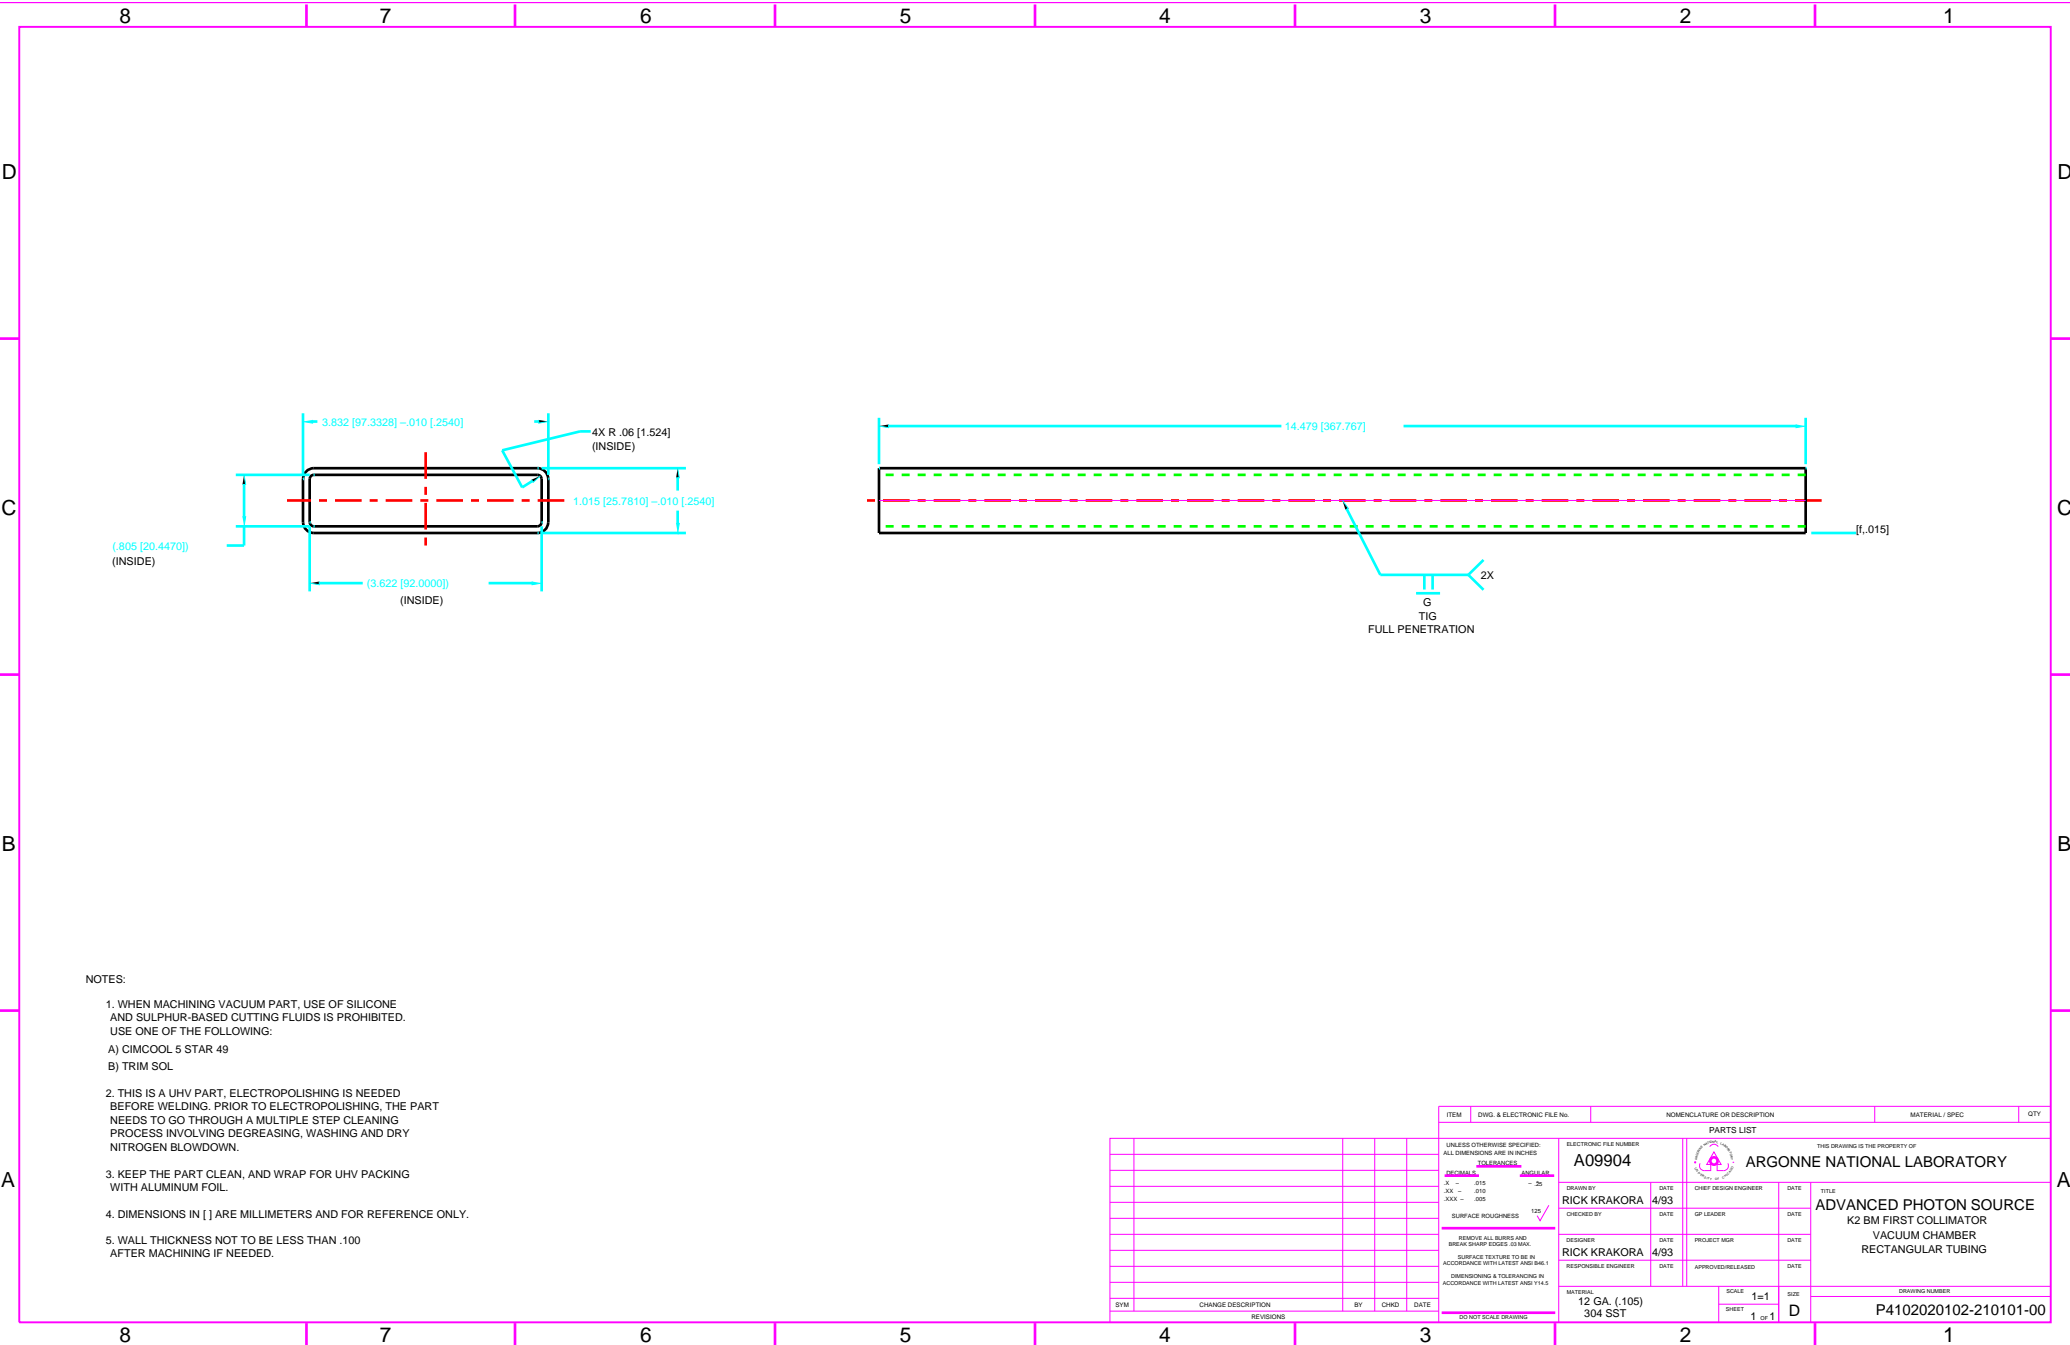 8 7 6 5 4 3 2 1
D D
C C
B B
A A
3.832 [97.3328] –.010 [.2540]
4X R .06 [1.524]
(INSIDE)
1.015 [25.7810] –.010 [.2540]
(.805 [20.4470])
(INSIDE)
(3.622 [92.0000])
(INSIDE)
14.479 [367.767]
[f,.015]
2X
G
TIG
FULL PENETRATION
NOTES:
1. WHEN MACHINING VACUUM PART, USE OF SILICONE
AND SULPHUR-BASED CUTTING FLUIDS IS PROHIBITED.
USE ONE OF THE FOLLOWING:
A) CIMCOOL 5 STAR 49
B) TRIM SOL
2. THIS IS A UHV PART, ELECTROPOLISHING IS NEEDED
BEFORE WELDING. PRIOR TO ELECTROPOLISHING, THE PART
NEEDS TO GO THROUGH A MULTIPLE STEP CLEANING
PROCESS INVOLVING DEGREASING, WASHING AND DRY
NITROGEN BLOWDOWN.
3. KEEP THE PART CLEAN, AND WRAP FOR UHV PACKING
WITH ALUMINUM FOIL.
4. DIMENSIONS IN [ ] ARE MILLIMETERS AND FOR REFERENCE ONLY.
5. WALL THICKNESS NOT TO BE LESS THAN .100
AFTER MACHINING IF NEEDED.
ITEM DWG. & ELECTRONIC FILE No. NOMENCLATURE OR DESCRIPTION MATERIAL / SPEC QTY
PARTS LIST
UNLESS OTHERWISE SPECIFIED:
ALL DIMENSIONS ARE IN INCHES
TOLERANCES
DECIMALS ANGULAR
.X – .015 – .25
.XX – .010
.XXX – .005
SURFACE ROUGHNESS 125
REMOVE ALL BURRS AND
BREAK SHARP EDGES .03 MAX.
SURFACE TEXTURE TO BE IN
ACCORDANCE WITH LATEST ANSI B46.1
DIMENSIONING & TOLERANCING IN
ACCORDANCE WITH LATEST ANSI Y14.5
DO NOT SCALE DRAWING
ELECTRONIC FILE NUMBER
A09904
THIS DRAWING IS THE PROPERTY OF
ARGONNE NATIONAL LABORATORY
DRAWN BY DATE CHIEF DESIGN ENGINEER DATE
RICK KRAKORA 4/93
CHECKED BY DATE GP LEADER DATE
DESIGNER DATE PROJECT MGR DATE
RICK KRAKORA 4/93
RESPONSIBLE ENGINEER DATE APPROVED/RELEASED DATE
TITLE
ADVANCED PHOTON SOURCE
K2 BM FIRST COLLIMATOR
VACUUM CHAMBER
RECTANGULAR TUBING
MATERIAL
12 GA. (.105)
304 SST
SCALE 1=1
SHEET 1 OF 1
SIZE
D
DRAWING NUMBER
P4102020102-210101-00
SYM CHANGE DESCRIPTION BY CHKD DATE
REVISIONS
8 7 6 5 4 3 2 1